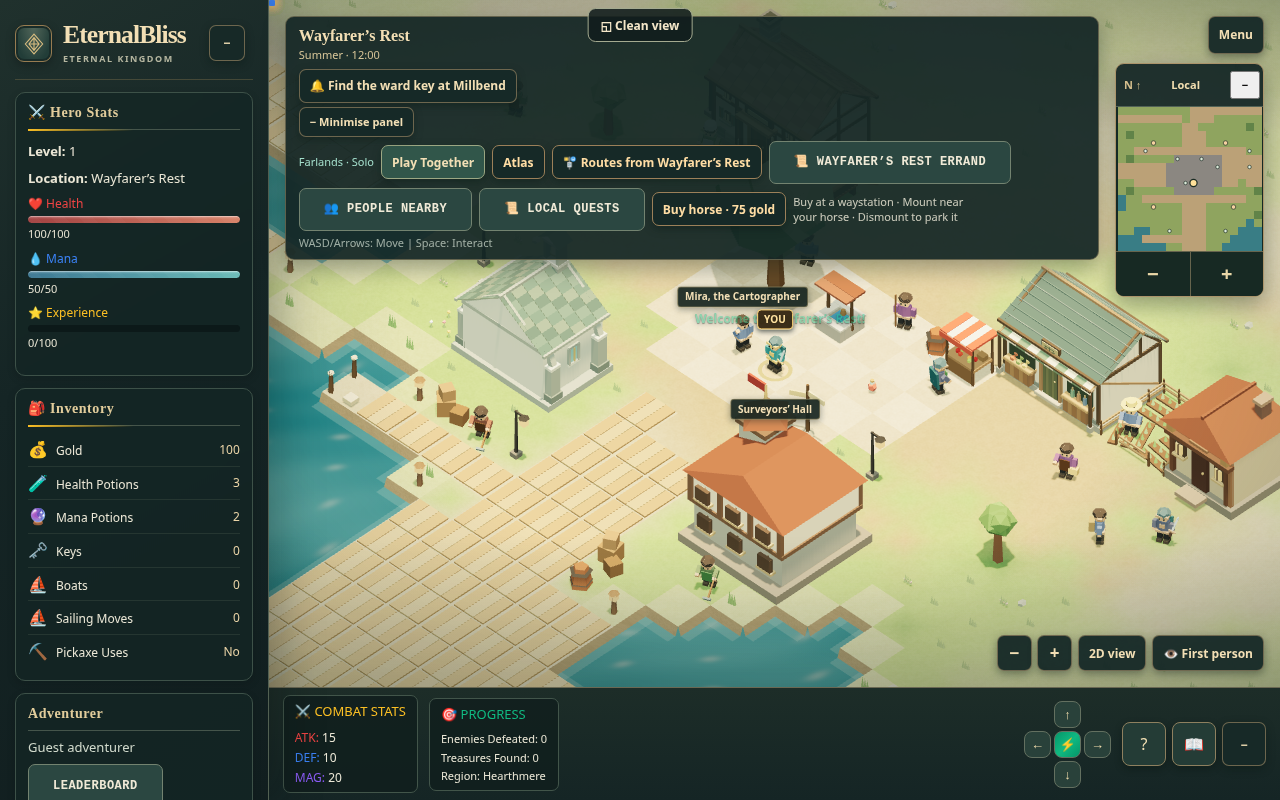 EternalBliss
ETERNAL KINGDOM
−
⚔️ Hero Stats
Level: 1
Location: Wayfarer's Rest
❤️ Health
100/100
💧 Mana
50/50
⭐ Experience
0/100
🎒 Inventory
Gold 100
Health Potions 3
Mana Potions 2
Keys 0
Boats 0
Sailing Moves 0
Pickaxe Uses No
Adventurer
Guest adventurer
LEADERBOARD
◱ Clean view
Wayfarer's Rest
Summer · 12:00
🔔 Find the ward key at Millbend
− Minimise panel
Farlands · Solo
Play Together
Atlas
Routes from Wayfarer's Rest
📜 WAYFARER'S REST ERRAND
👥 PEOPLE NEARBY
📜 LOCAL QUESTS
Buy horse · 75 gold
Buy at a waystation · Mount near
your horse · Dismount to park it
WASD/Arrows: Move | Space: Interact
Menu
N ↑ Local −
− +
Mira, the Cartographer
YOU
Surveyors' Hall
− + 2D view 👁️ First person
⚔️ COMBAT STATS
ATK: 15
DEF: 10
MAG: 20
🎯 PROGRESS
Enemies Defeated: 0
Treasures Found: 0
Region: Hearthmere
↑
← ⚡ →
↓
? 📖 −